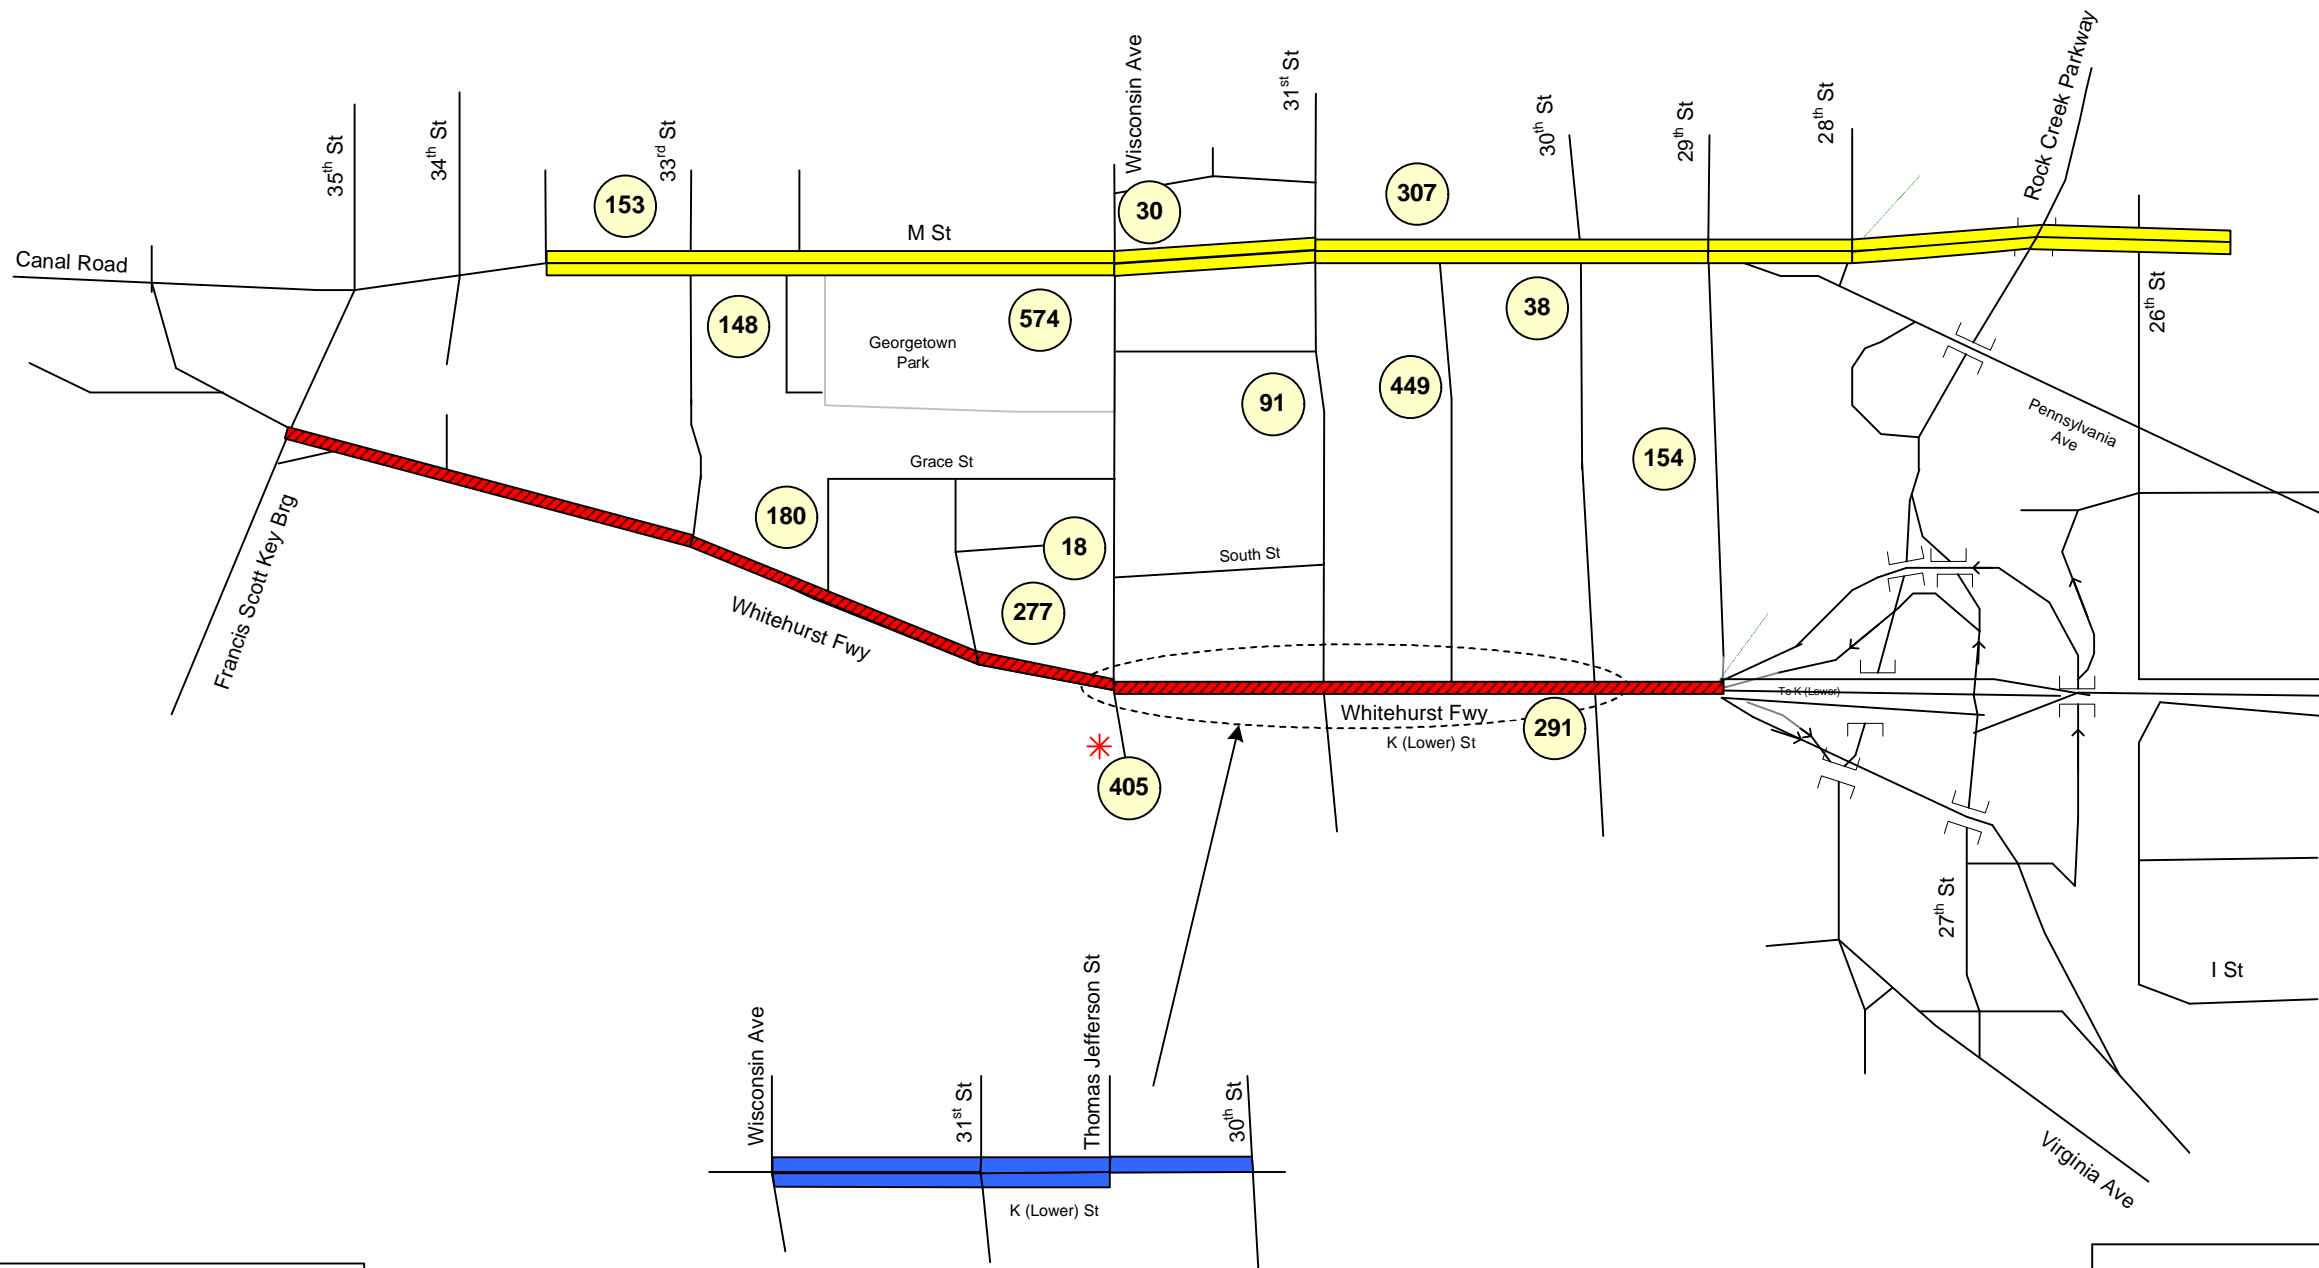 Rock Creek Parkway
Wisconsin Ave
31st St
28th St
30th St
29th St
33rd St
34th St
35th St
153
30
307
M St
Canal Road
26th St
148
574
38
Georgetown
Park
91
449
Pennsylvania
Ave
154
Grace St
180
18
South St
Francis Scott Key Brg
277
Whitehurst Fwy
To K (Lower)
Whitehurst Fwy
291
K (Lower) St
405
27th St
I St
Wisconsin Ave
31st St
Thomas Jefferson St
30th St
Virginia Ave
K (Lower) St